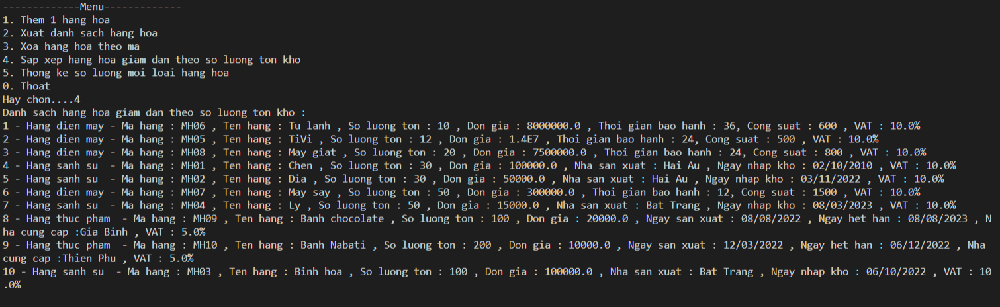 -------------Menu-------------
1. Them 1 hang hoa
2. Xuat danh sach hang hoa
3. Xoa hang hoa theo ma
4. Sap xep hang hoa giam dan theo so luong ton kho
5. Thong ke so luong moi loai hang hoa
0. Thoat
Hay chon....4
Danh sach hang hoa giam dan theo so luong ton kho :
1 - Hang dien may - Ma hang : MH06 , Ten hang : Tu lanh , So luong ton : 10 , Don gia : 8000000.0 , Thoi gian bao hanh : 36, Cong suat : 600 , VAT : 10.0%
2 - Hang dien may - Ma hang : MH05 , Ten hang : TiVi , So luong ton : 12 , Don gia : 1.4E7 , Thoi gian bao hanh : 24, Cong suat : 500 , VAT : 10.0%
3 - Hang dien may - Ma hang : MH08 , Ten hang : May giat , So luong ton : 20 , Don gia : 7500000.0 , Thoi gian bao hanh : 24, Cong suat : 800 , VAT : 10.0%
4 - Hang sanh su  - Ma hang : MH01 , Ten hang : Chen , So luong ton : 30 , Don gia : 100000.0 , Nha san xuat : Hai Au , Ngay nhap kho : 02/10/2010 , VAT : 10.0%
5 - Hang sanh su  - Ma hang : MH02 , Ten hang : Dia , So luong ton : 30 , Don gia : 50000.0 , Nha san xuat : Hai Au , Ngay nhap kho : 03/11/2022 , VAT : 10.0%
6 - Hang dien may - Ma hang : MH07 , Ten hang : May say , So luong ton : 50 , Don gia : 300000.0 , Thoi gian bao hanh : 12, Cong suat : 1500 , VAT : 10.0%
7 - Hang sanh su  - Ma hang : MH04 , Ten hang : Ly , So luong ton : 50 , Don gia : 15000.0 , Nha san xuat : Bat Trang , Ngay nhap kho : 08/03/2023 , VAT : 10.0%
8 - Hang thuc pham  - Ma hang : MH09 , Ten hang : Banh chocolate , So luong ton : 100 , Don gia : 20000.0 , Ngay san xuat : 08/08/2022 , Ngay het han : 08/08/2023 , N
ha cung cap :Gia Binh , VAT : 5.0%
9 - Hang thuc pham  - Ma hang : MH10 , Ten hang : Banh Nabati , So luong ton : 200 , Don gia : 10000.0 , Ngay san xuat : 12/03/2022 , Ngay het han : 06/12/2022 , Nha
cung cap :Thien Phu , VAT : 5.0%
10 - Hang sanh su  - Ma hang : MH03 , Ten hang : Binh hoa , So luong ton : 100 , Don gia : 100000.0 , Nha san xuat : Bat Trang , Ngay nhap kho : 06/10/2022 , VAT : 10
.0%